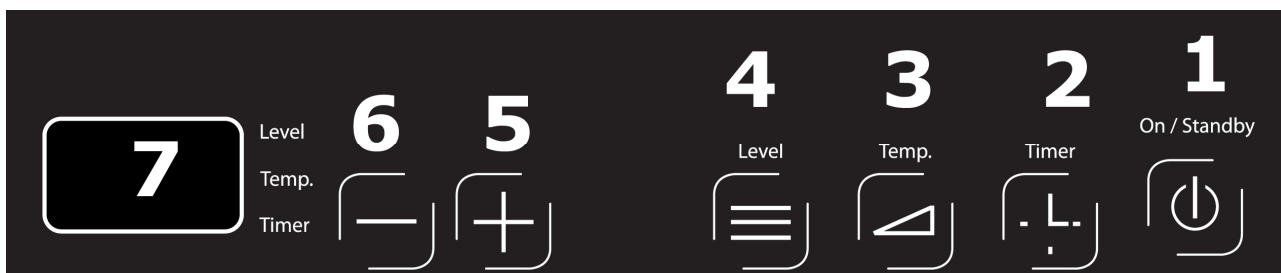 7
Level
Temp.
Timer
6
5
4
Level
3
Temp.
2
Timer
1
On / Standby